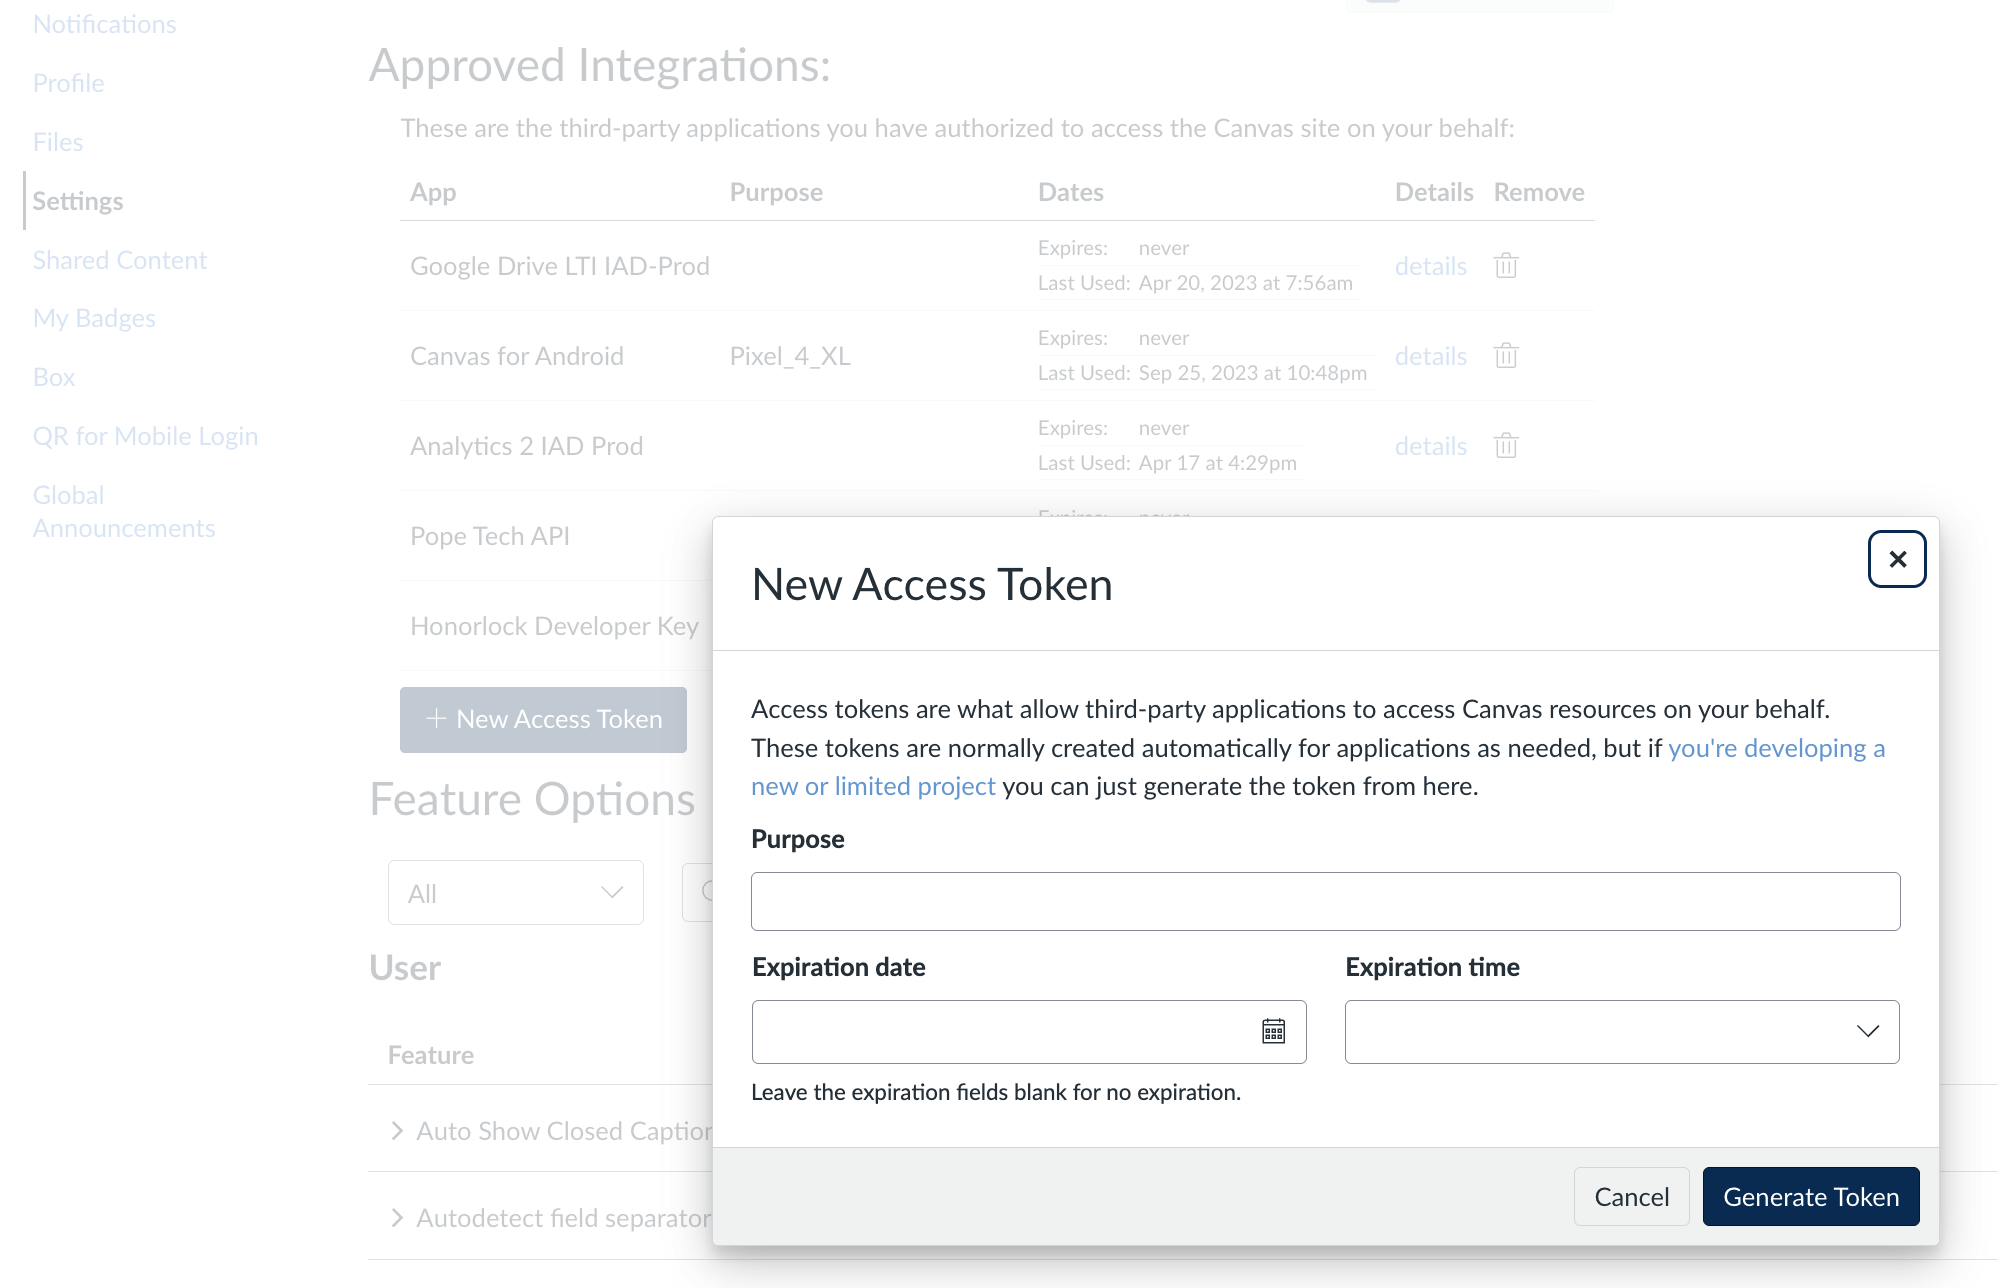 Notifications
Profile
Files
Settings
Shared Content
My Badges
Box
QR for Mobile Login
Global
Announcements
Approved Integrations:
These are the third-party applications you have authorized to access the Canvas site on your behalf:
App Purpose Dates Details Remove
Google Drive LTI IAD-Prod Expires: never Last Used: Apr 20, 2023 at 7:56am details
Canvas for Android Pixel_4_XL Expires: never Last Used: Sep 25, 2023 at 10:48pm details
Analytics 2 IAD Prod Expires: never Last Used: Apr 17 at 4:29pm details
Pope Tech API Expires: never
Honorlock Developer Key
New Access Token
Feature Options
All
User
Feature
Auto Show Closed Caption
Autodetect field separator
New Access Token
Access tokens are what allow third-party applications to access Canvas resources on your behalf.
These tokens are normally created automatically for applications as needed, but if you're developing a
new or limited project you can just generate the token from here.
Purpose
Expiration date Expiration time
Leave the expiration fields blank for no expiration.
Cancel Generate Token